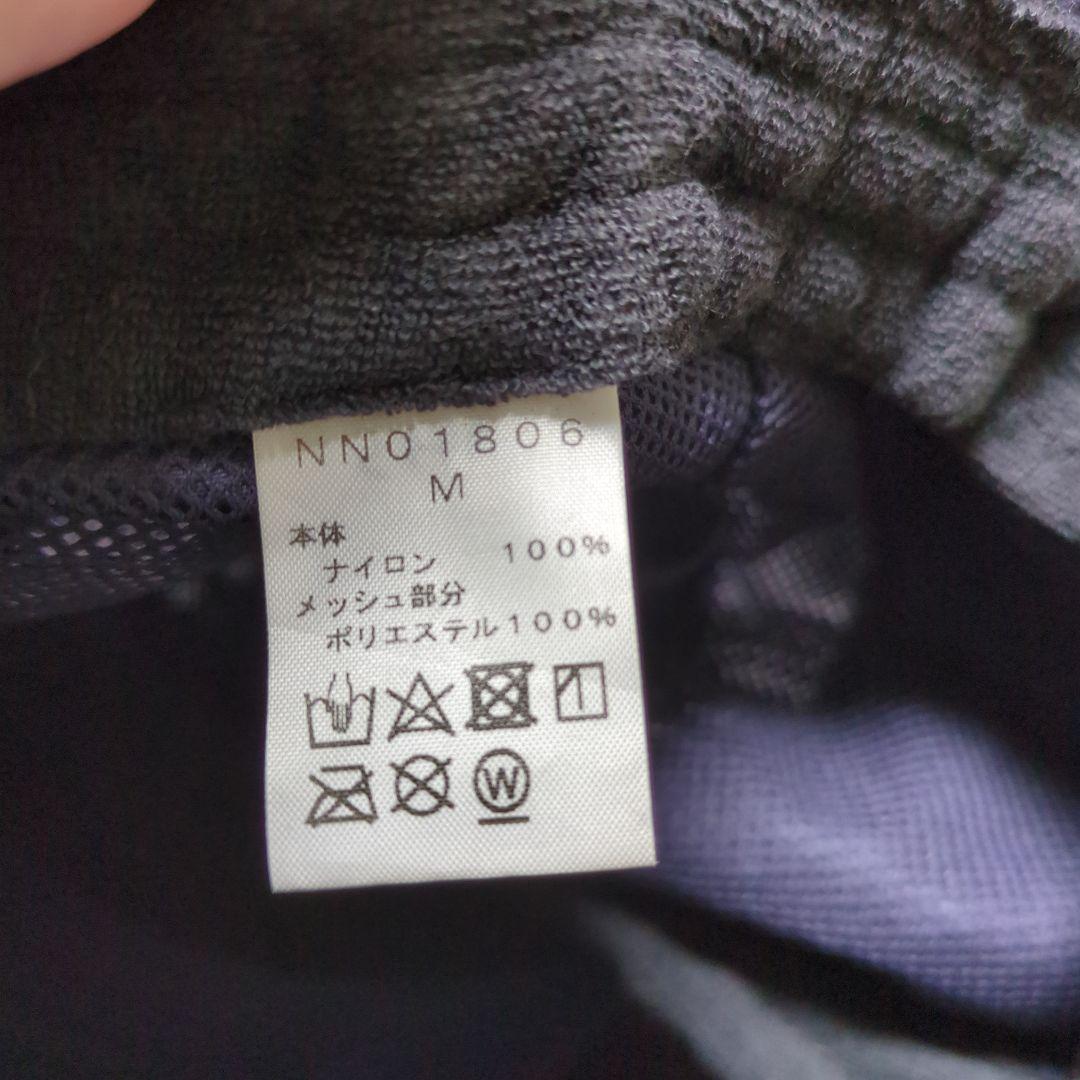 NN01806
M
本体
ナイロン 100%
メッシュ部分
ポリエステル100%
W